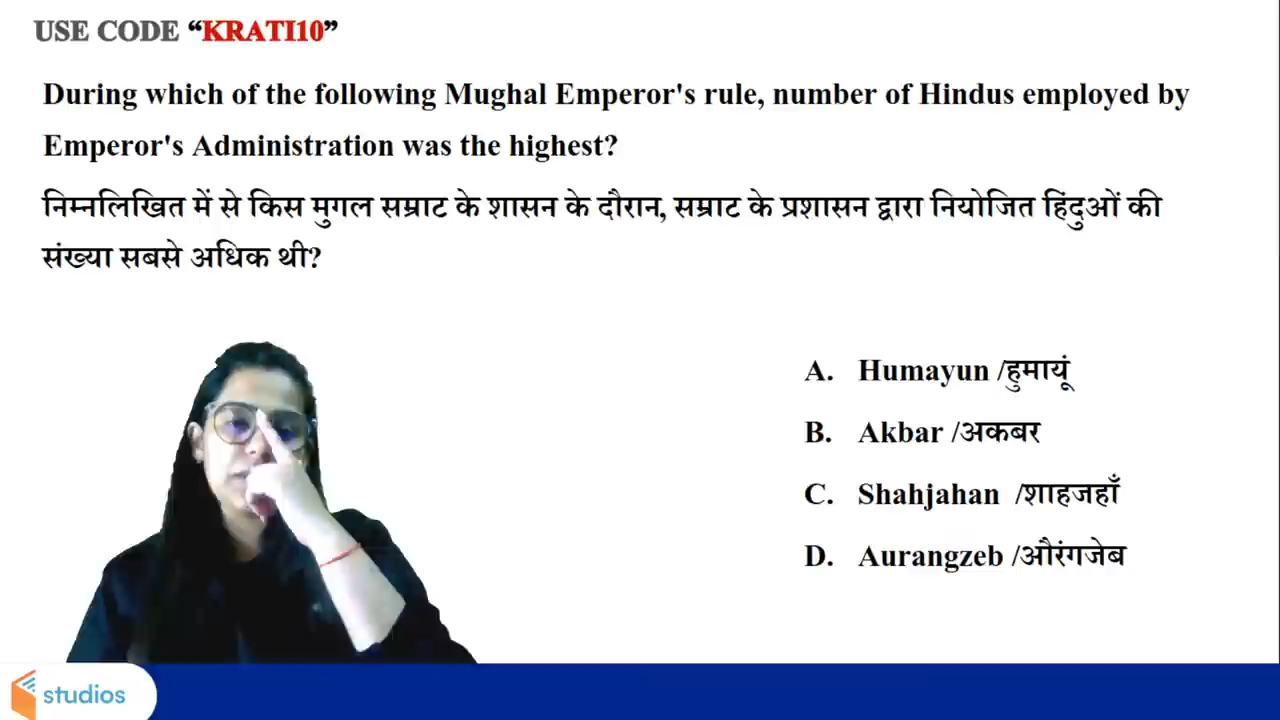 USE CODE “KRATI10”
During which of the following Mughal Emperor's rule, number of Hindus employed by
Emperor's Administration was the highest?
निम्नलिखित में से किस मुगल सम्राट के शासन के दौरान, सम्राट के प्रशासन द्वारा नियोजित हिंदुओं की
संख्या सबसे अधिक थी?
A. Humayun /हुमायूं
B. Akbar /अकबर
C. Shahjahan /शाहजहाँ
D. Aurangzeb /औरंगजेब
studios